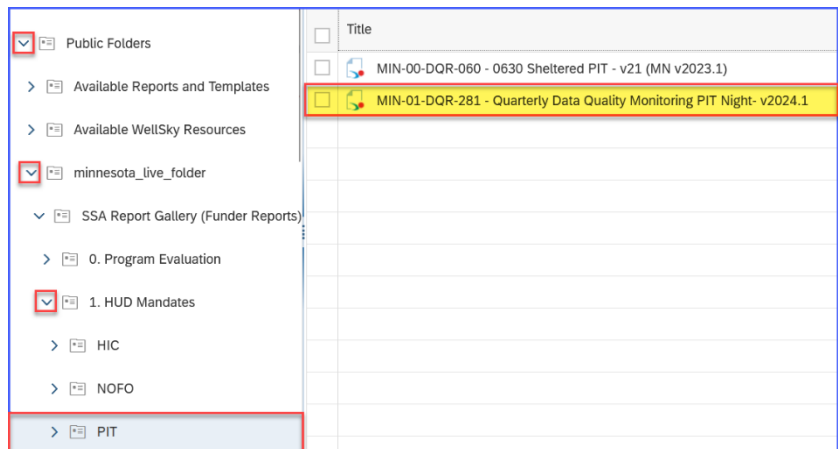 Public Folders
Available Reports and Templates
Available WellSky Resources
minnesota_live_folder
SSA Report Gallery (Funder Reports)
0. Program Evaluation
1. HUD Mandates
HIC
NOFO
PIT
Title
MIN-00-DQR-060 - 0630 Sheltered PIT - v21 (MN v2023.1)
MIN-01-DQR-281 - Quarterly Data Quality Monitoring PIT Night- v2024.1